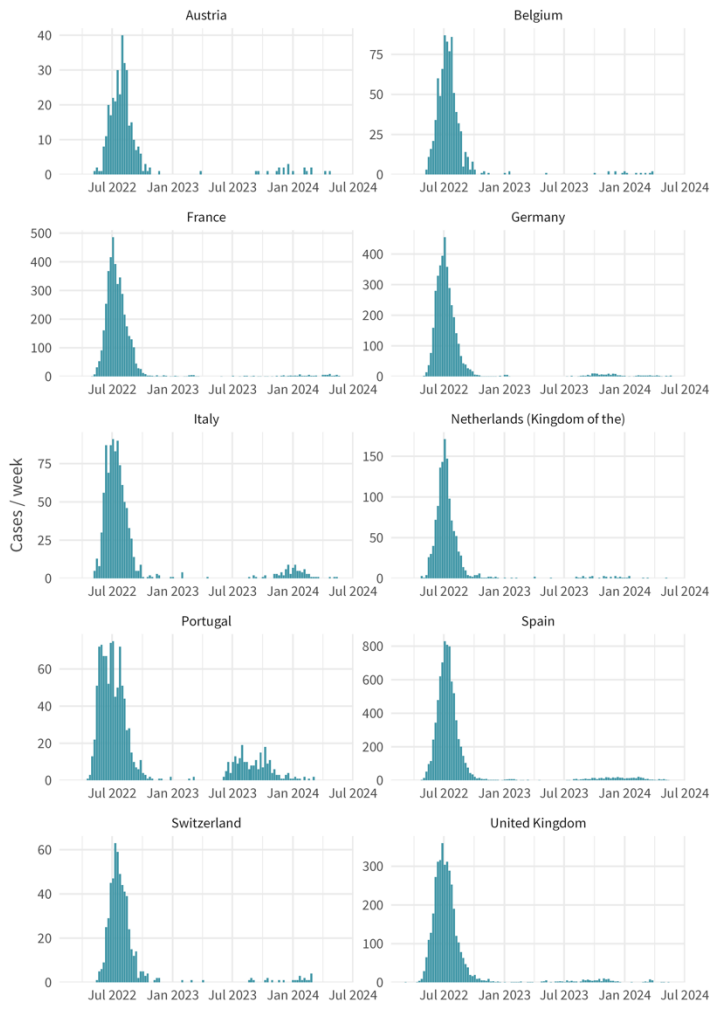 Austria
Belgium
40
30
20
10
0
75
50
25
0
Jul 2022 Jan 2023 Jul 2023 Jan 2024 Jul 2024
Jul 2022 Jan 2023 Jul 2023 Jan 2024 Jul 2024
France
Germany
500
400
300
200
100
0
400
300
200
100
0
Jul 2022 Jan 2023 Jul 2023 Jan 2024 Jul 2024
Jul 2022 Jan 2023 Jul 2023 Jan 2024 Jul 2024
Cases / week
Italy
Netherlands (Kingdom of the)
75
50
25
0
150
100
50
0
Jul 2022 Jan 2023 Jul 2023 Jan 2024 Jul 2024
Jul 2022 Jan 2023 Jul 2023 Jan 2024 Jul 2024
Portugal
Spain
60
40
20
0
800
600
400
200
0
Jul 2022 Jan 2023 Jul 2023 Jan 2024 Jul 2024
Jul 2022 Jan 2023 Jul 2023 Jan 2024 Jul 2024
Switzerland
United Kingdom
60
40
20
0
300
200
100
0
Jul 2022 Jan 2023 Jul 2023 Jan 2024 Jul 2024
Jul 2022 Jan 2023 Jul 2023 Jan 2024 Jul 2024